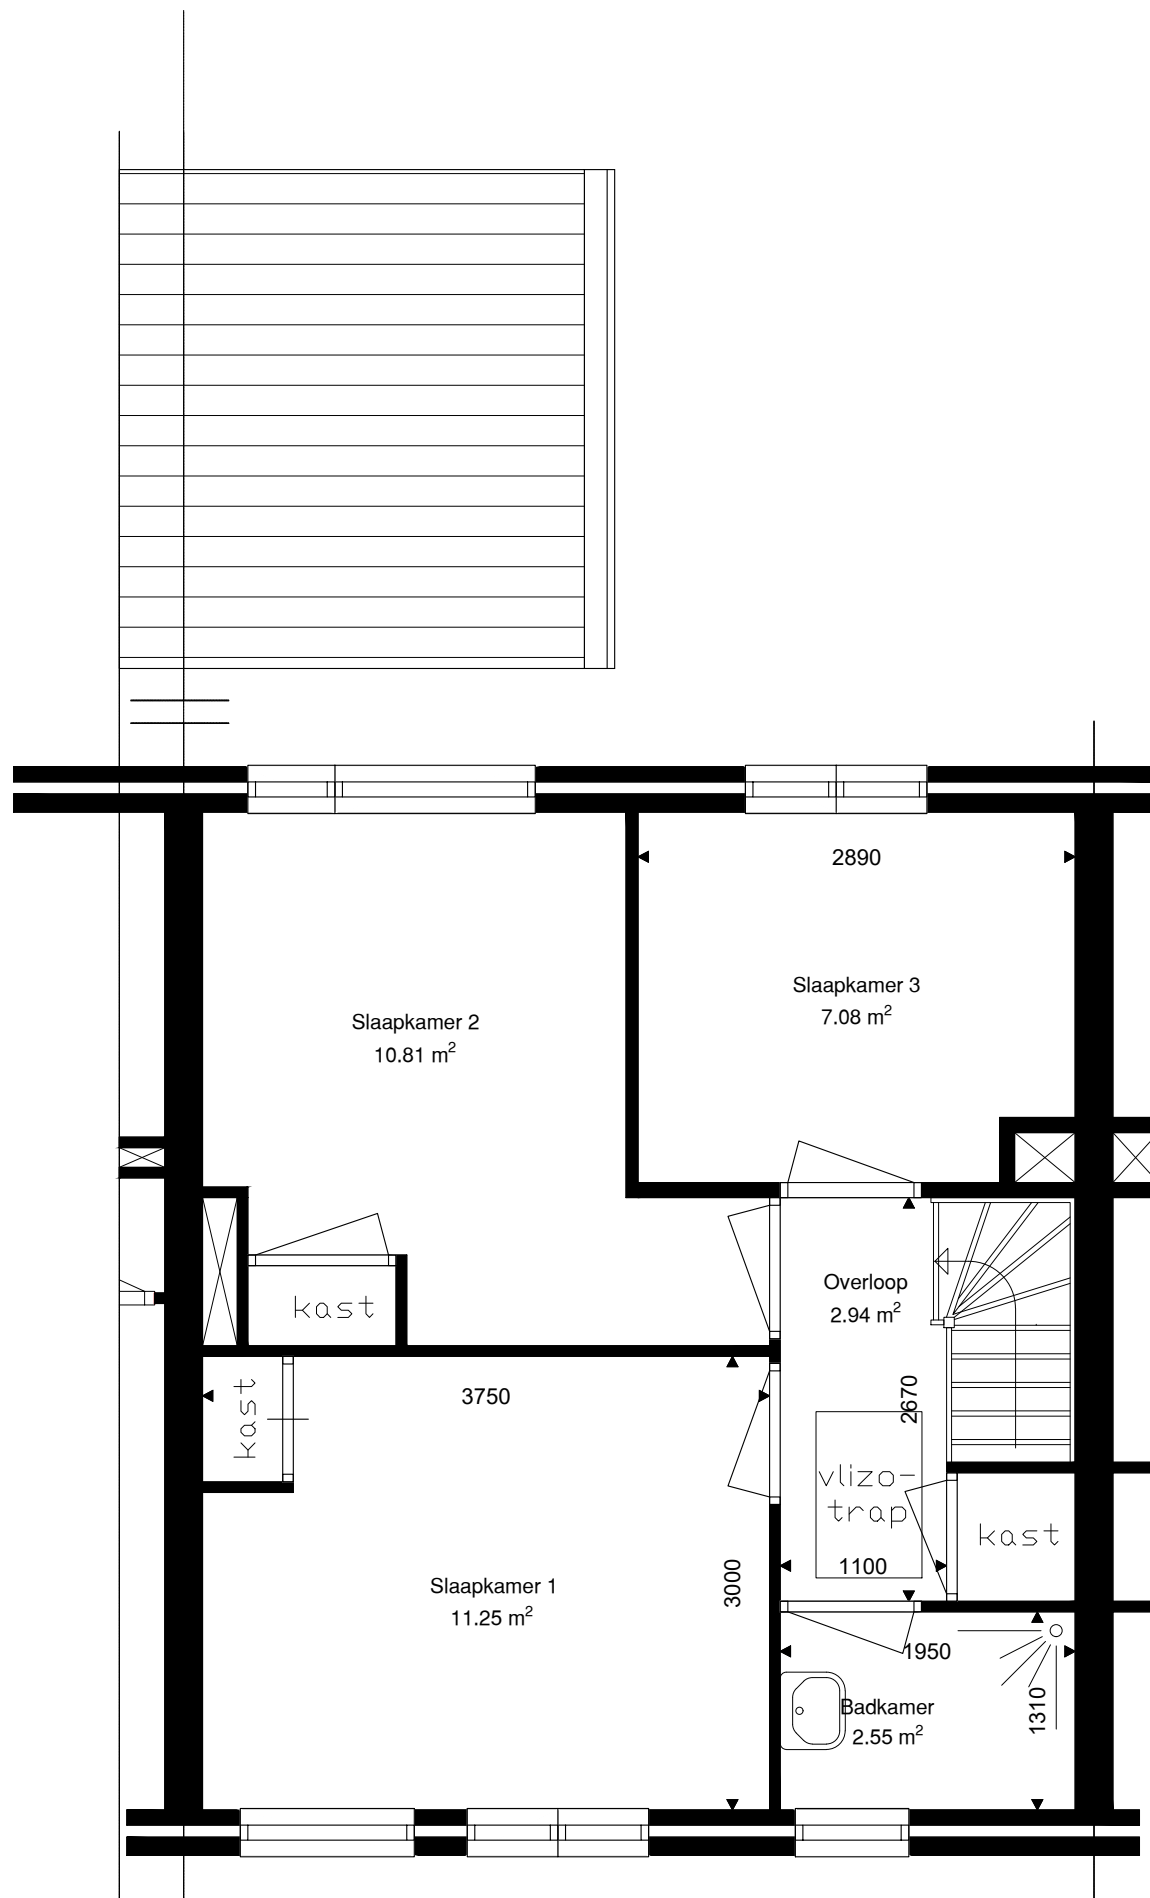 2890
Slaapkamer 3
7.08 m²
Slaapkamer 2
10.81 m²
Overloop
2.94 m²
kast
kast
3750
2670
vlizo-
trap
kast
1100
3000
Slaapkamer 1
11.25 m²
1950
1310
Badkamer
2.55 m²